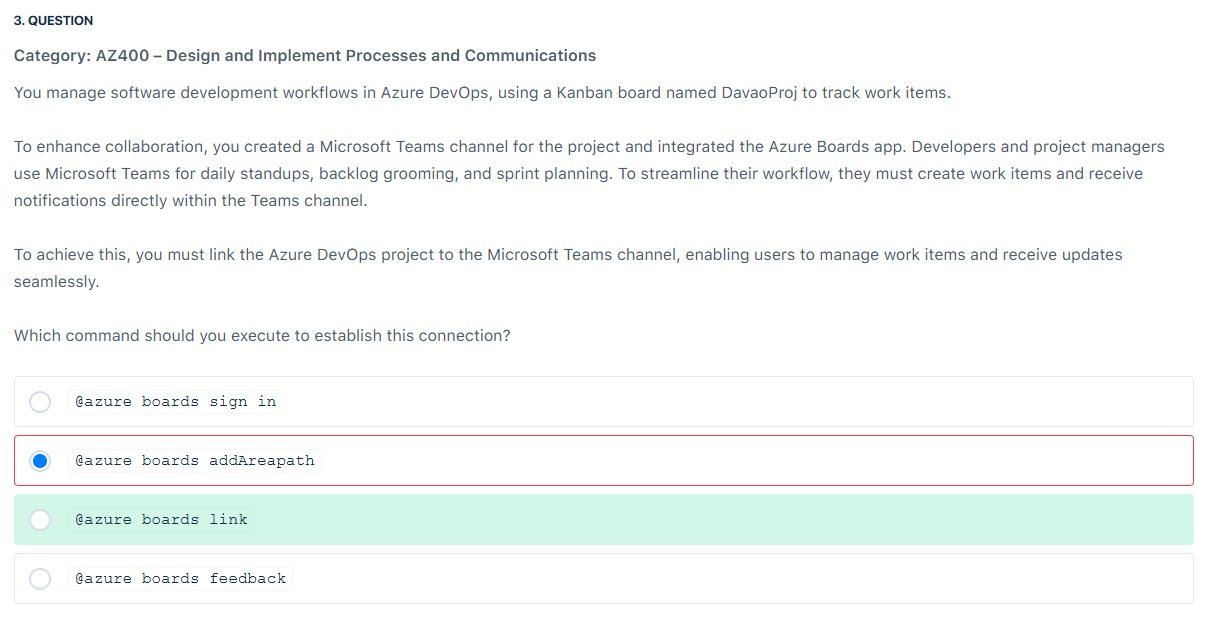 3. QUESTION
Category: AZ400 – Design and Implement Processes and Communications
You manage software development workflows in Azure DevOps, using a Kanban board named DavaoProj to track work items.
To enhance collaboration, you created a Microsoft Teams channel for the project and integrated the Azure Boards app. Developers and project managers
use Microsoft Teams for daily standups, backlog grooming, and sprint planning. To streamline their workflow, they must create work items and receive
notifications directly within the Teams channel.
To achieve this, you must link the Azure DevOps project to the Microsoft Teams channel, enabling users to manage work items and receive updates
seamlessly.
Which command should you execute to establish this connection?
@azure boards sign in
@azure boards addAreapath
@azure boards link
@azure boards feedback